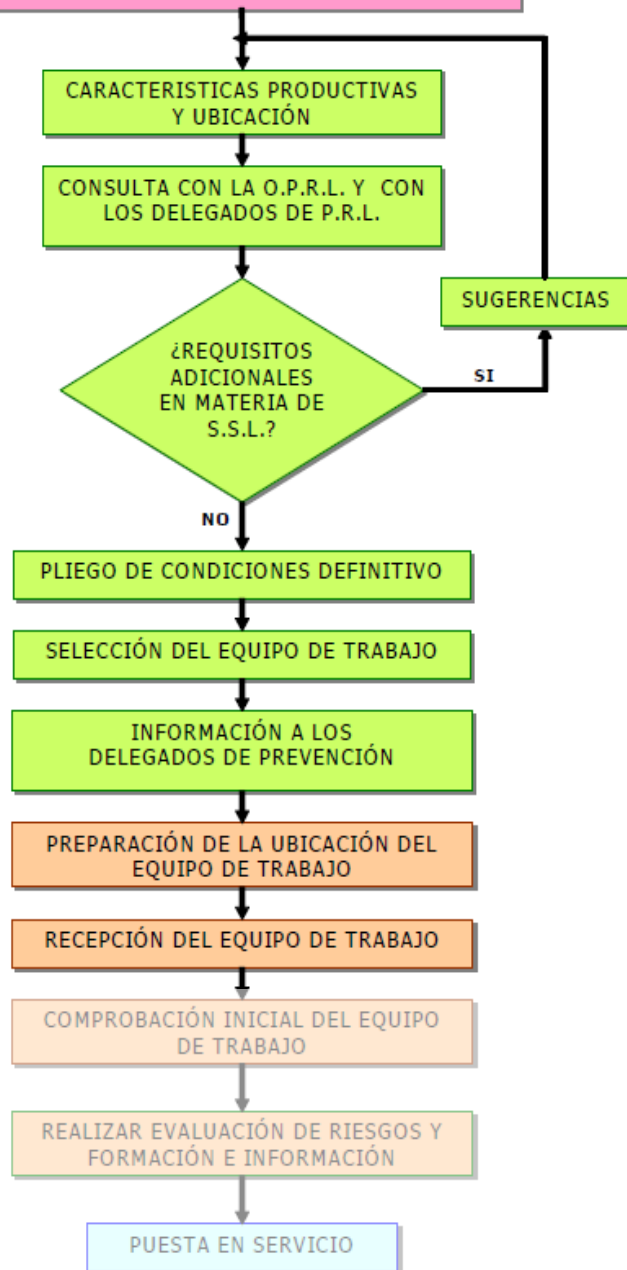 CARACTERISTICAS PRODUCTIVAS
Y UBICACIÓN
CONSULTA CON LA O.P.R.L. Y CON
LOS DELEGADOS DE P.R.L.
SUGERENCIAS
¿REQUISITOS
ADICIONALES
EN MATERIA DE
S.S.L.?
SI
NO
PLIEGO DE CONDICIONES DEFINITIVO
SELECCIÓN DEL EQUIPO DE TRABAJO
INFORMACIÓN A LOS
DELEGADOS DE PREVENCIÓN
PREPARACIÓN DE LA UBICACIÓN DEL
EQUIPO DE TRABAJO
RECEPCIÓN DEL EQUIPO DE TRABAJO
COMPROBACIÓN INICIAL DEL EQUIPO
DE TRABAJO
REALIZAR EVALUACIÓN DE RIESGOS Y
FORMACIÓN E INFORMACIÓN
PUESTA EN SERVICIO